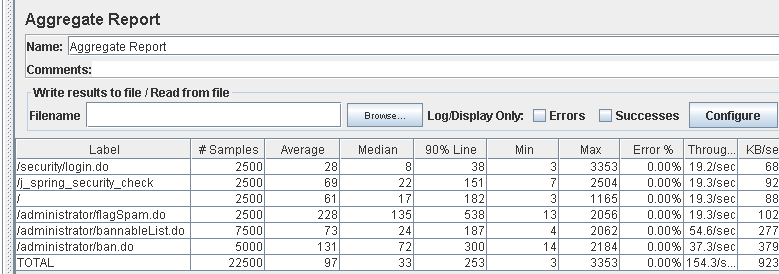 Aggregate Report
Name: Aggregate Report
Comments:
Write results to file / Read from file
Filename Browse... Log/Display Only: Errors Successes Configure
Label # Samples Average Median 90% Line Min Max Error % Throug... KB/se
/security/login.do 2500 28 8 38 3 3353 0.00% 19.2/sec 68
/j_spring_security_check 2500 69 22 151 7 2504 0.00% 19.3/sec 92
/ 2500 61 17 182 3 1165 0.00% 19.3/sec 88
/administrator/flagSpam.do 2500 228 135 538 13 2056 0.00% 19.3/sec 102
/administrator/bannableList.do 7500 73 24 187 4 2062 0.00% 54.6/sec 277
/administrator/ban.do 5000 131 72 300 14 2184 0.00% 37.3/sec 379
TOTAL 22500 97 33 253 3 3353 0.00% 154.3/s... 923